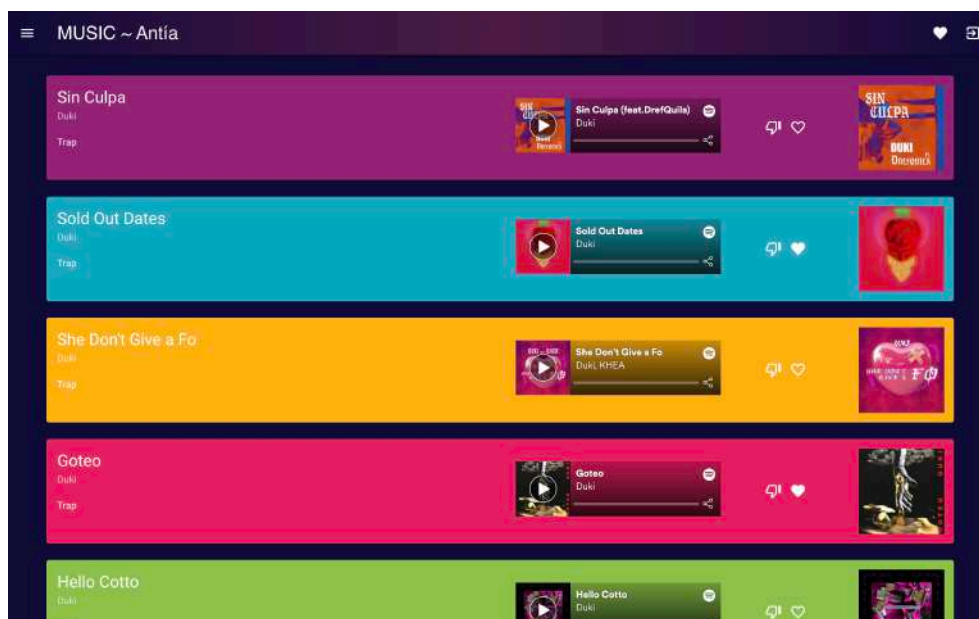 MUSIC ~ Antía
Sin Culpa
Duki
Trap
Sin Culpa (feat.DrefQuila)
Duki
SIN
CULPA
DUKI
Sold Out Dates
Duki
Trap
Sold Out Dates
Duki
She Don't Give a Fo
Duki
Trap
She Don't Give a Fo
Duki, KHEA
Goteo
Duki
Trap
Goteo
Duki
Hello Cotto
Duki
Hello Cotto
Duki